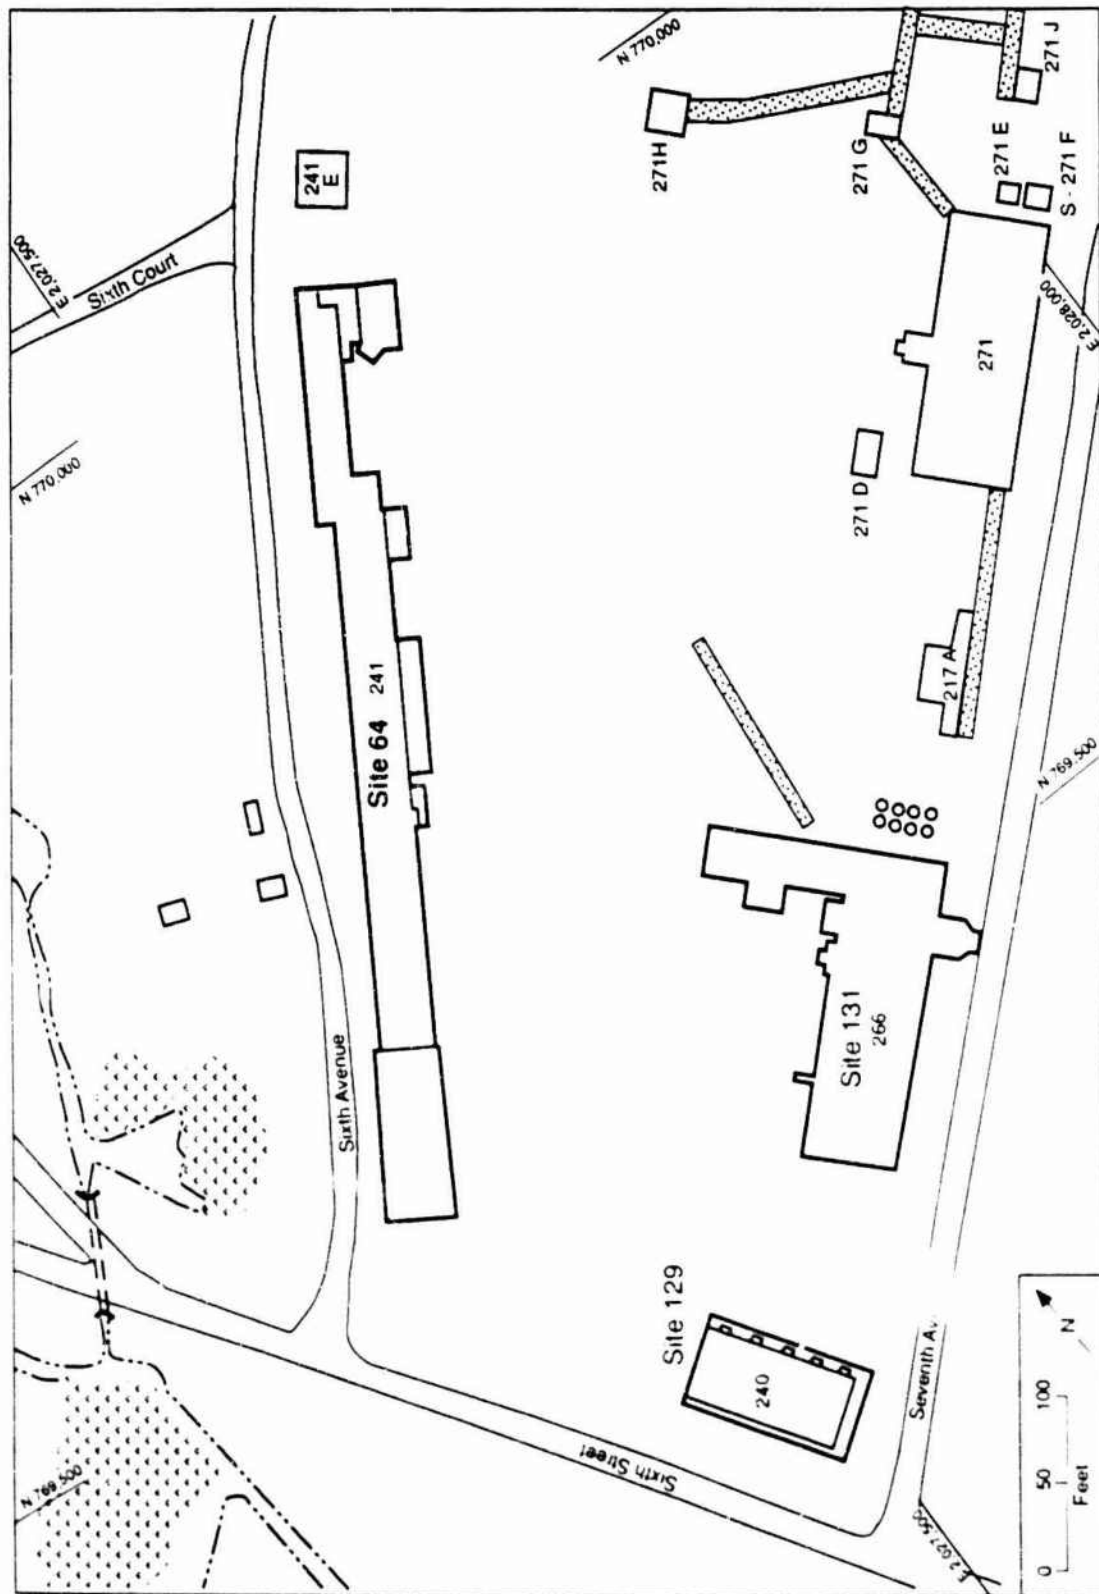 N 770,000
271 J
E 2,027,500
Sixth Court
241
E
271H
271 G
271 E
S - 271 F
E 2,028,000
271
N 770,000
271 D
Site 64
241
217 A
N 769,500
Site 131
266
Sixth Avenue
Site 129
240
Seventh Av
Sixth Street
N 769,500
E 2,027,500
N
0 50 100
Feet